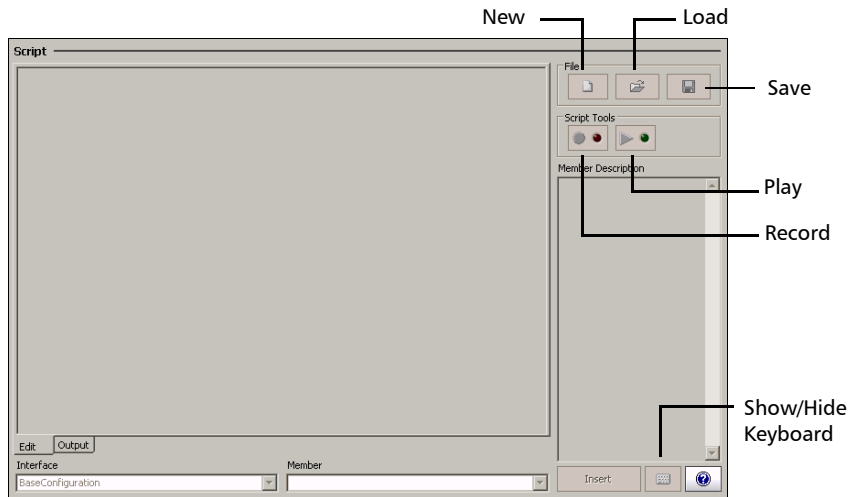 New
Load
Script
File
Save
Script Tools
Member Description
Play
Record
Show/Hide
Keyboard
Edit
Output
Interface
Member
BaseConfiguration
Insert